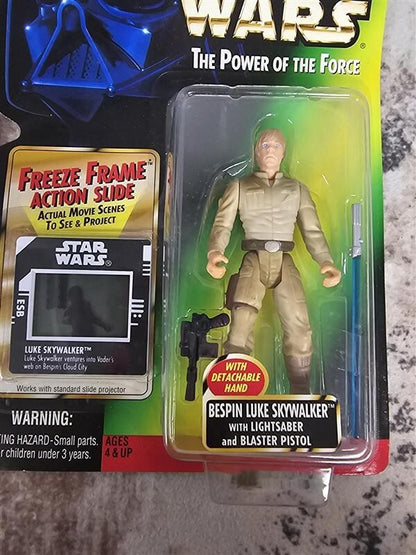 WARS ®
THE POWER OF THE FORCE
FREEZE FRAME™
ACTION SLIDE
ACTUAL MOVIE SCENES
TO SEE & PROJECT
STAR
WARS®
ESB
LUKE SKYWALKER™
Luke Skywalker ventures into Vader's
web on Bespin's Cloud City
Works with standard slide projector
WITH
DETACHABLE
HAND
BESPIN LUKE SKYWALKER™
WITH LIGHTSABER
and BLASTER PISTOL
WARNING:
KING HAZARD-Small parts.
or children under 3 years.
AGES
4 & UP